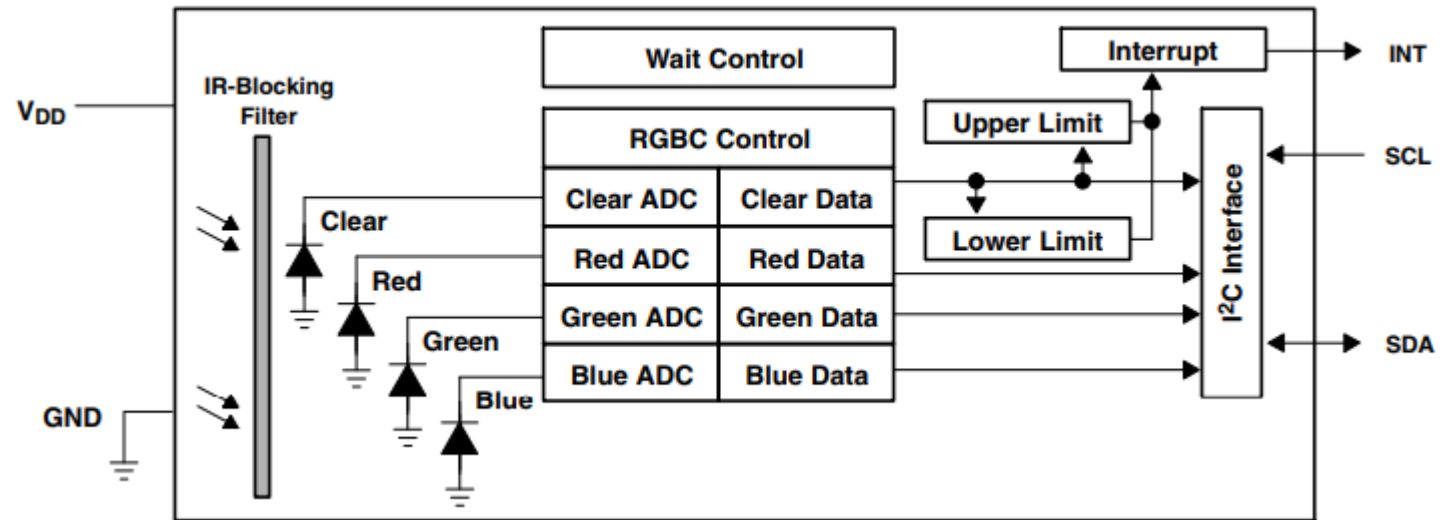 Wait Control
Interrupt
INT
IR-Blocking
Filter
V_DD
Upper Limit
RGBC Control
SCL
Clear ADC
Clear Data
Clear
Lower Limit
Red ADC
Red Data
I²C Interface
Red
Green ADC
Green Data
Green
SDA
Blue ADC
Blue Data
Blue
GND